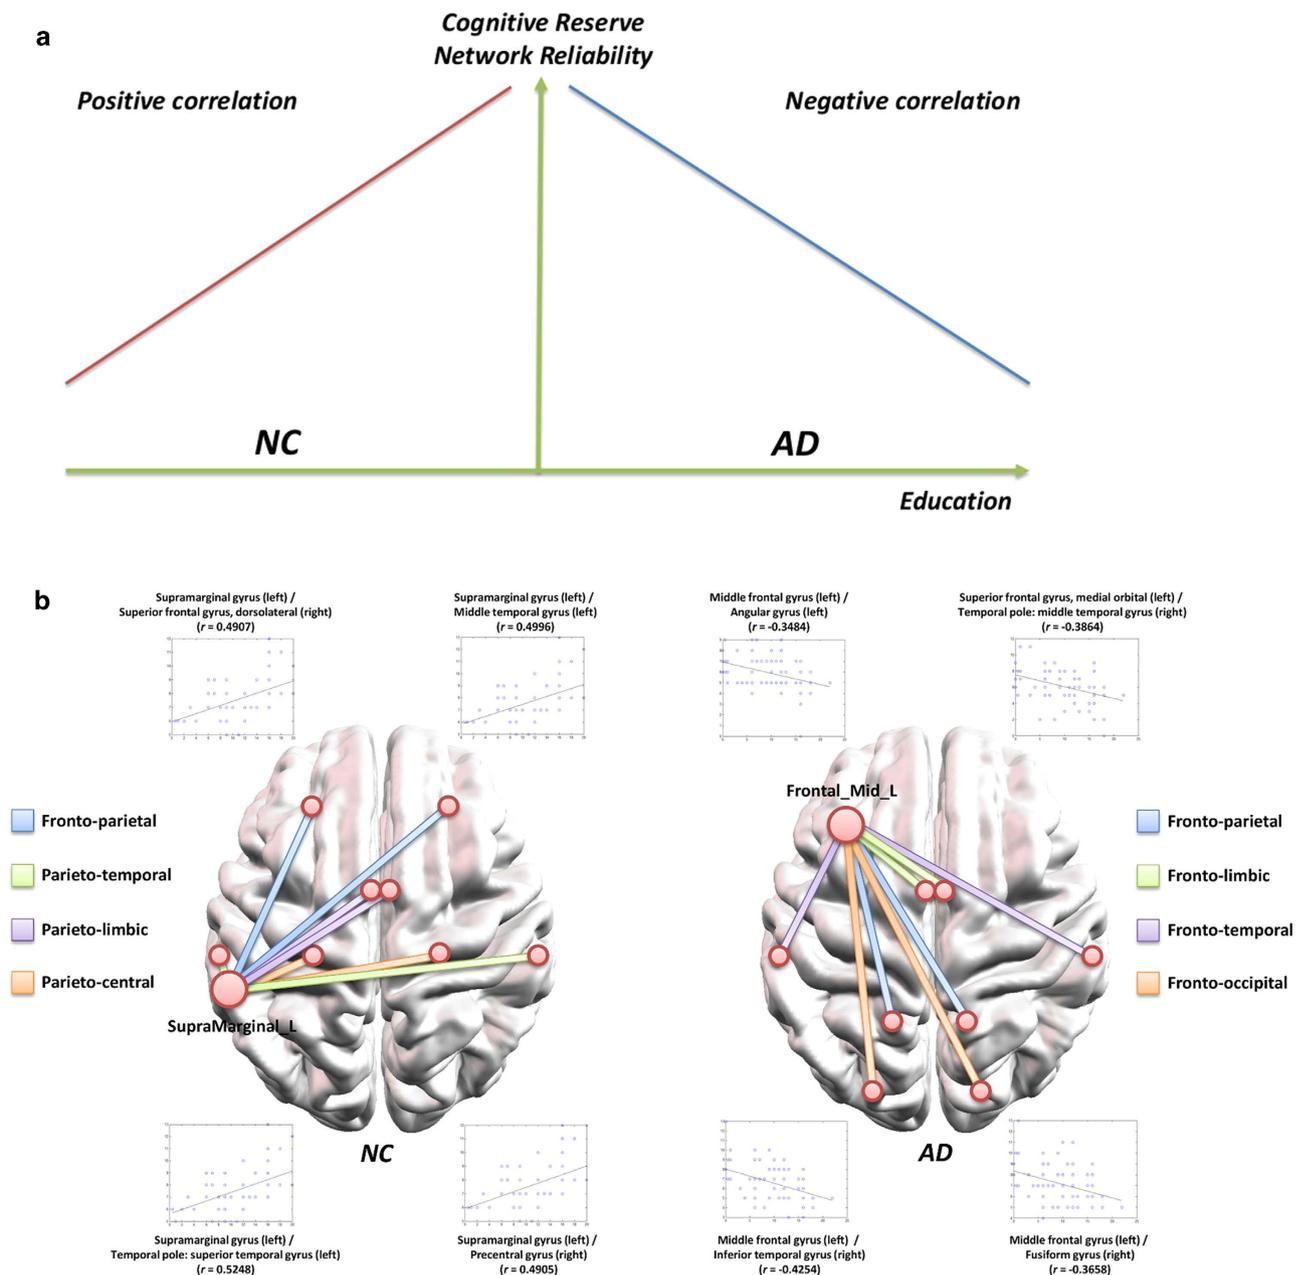 a
Cognitive Reserve
Network Reliability
Positive correlation
Negative correlation
NC
AD
Education
b
Supramarginal gyrus (left) /
Superior frontal gyrus, dorsolateral (right)
(r = 0.4907)
Supramarginal gyrus (left) /
Middle temporal gyrus (left)
(r = 0.4996)
Middle frontal gyrus (left) /
Angular gyrus (left)
(r = -0.3484)
Superior frontal gyrus, medial orbital (left) /
Temporal pole: middle temporal gyrus (right)
(r = -0.3864)
Fronto-parietal
Parieto-temporal
Parieto-limbic
Parieto-central
SupraMarginal_L
Frontal_Mid_L
Fronto-parietal
Fronto-limbic
Fronto-temporal
Fronto-occipital
NC
AD
Supramarginal gyrus (left) /
Temporal pole: superior temporal gyrus (left)
(r = 0.5248)
Supramarginal gyrus (left) /
Precentral gyrus (right)
(r = 0.4905)
Middle frontal gyrus (left) /
Inferior temporal gyrus (right)
(r = -0.4254)
Middle frontal gyrus (left) /
Fusiform gyrus (right)
(r = -0.3658)